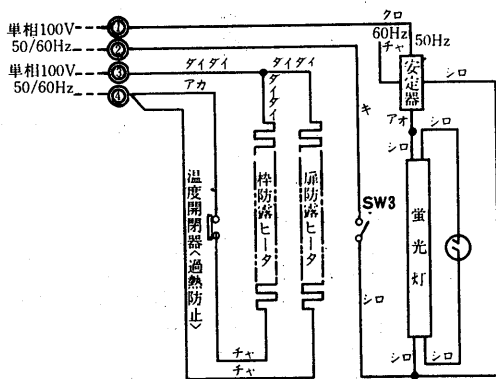 単相100V
50/60Hz
単相100V
50/60Hz
①
②
③
④
クロ
60Hz
チャ
50Hz
安定器
シロ
アオ
シロ
シロ
ダイダイ
ダイダイ
ダイダイ
アカ
キ
温度開閉器〈過熱防止〉
枠防露ヒータ
扉防露ヒータ
SW3
蛍光灯
シロ
シロ
シロ
チャ
チャ